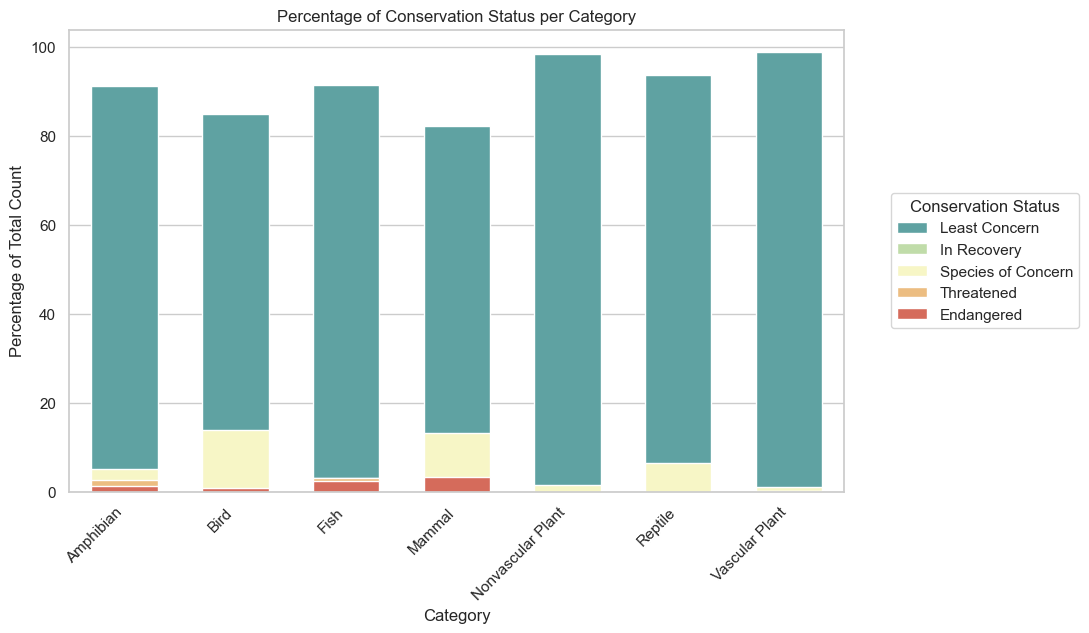 Percentage of Conservation Status per Category
Percentage of Total Count
100
80
60
40
20
0
Amphibian
Bird
Fish
Mammal
Nonvascular Plant
Reptile
Vascular Plant
Category
Conservation Status
Least Concern
In Recovery
Species of Concern
Threatened
Endangered